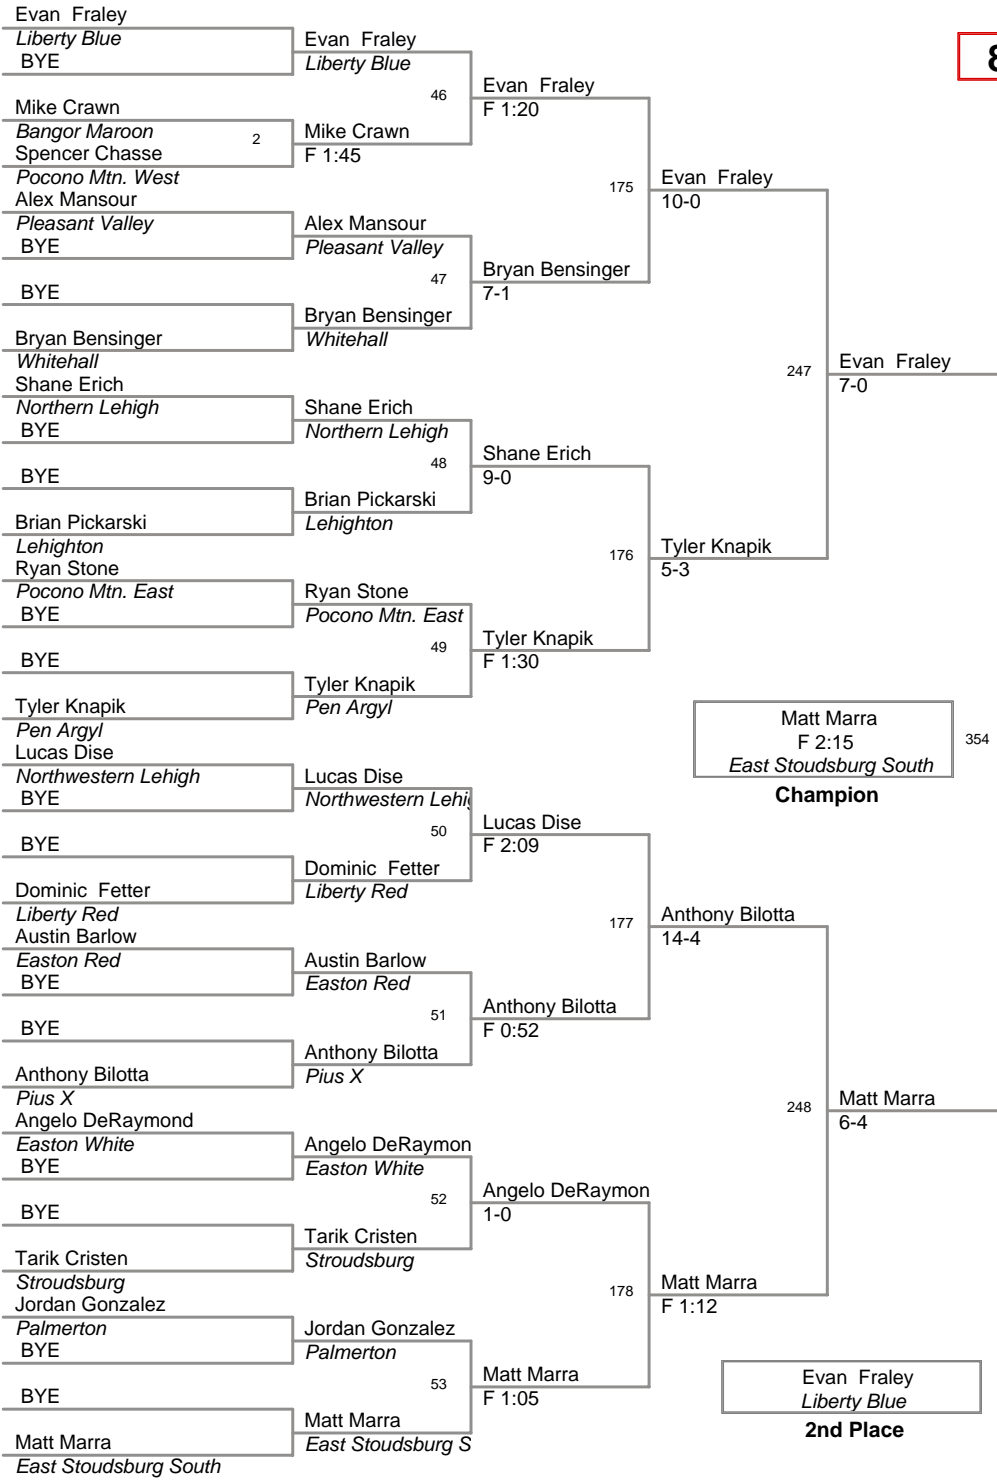 Evan  Fraley
Liberty Blue
BYE
Mike Crawn
Bangor Maroon
Spencer Chasse
Pocono Mtn. West
Alex Mansour
Pleasant Valley
BYE
BYE
Bryan Bensinger
Whitehall
Shane Erich
Northern Lehigh
BYE
BYE
Brian Pickarski
Lehighton
Ryan Stone
Pocono Mtn. East
BYE
BYE
Tyler Knapik
Pen Argyl
Lucas Dise
Northwestern Lehigh
BYE
BYE
Dominic  Fetter
Liberty Red
Austin Barlow
Easton Red
BYE
BYE
Anthony Bilotta
Pius X
Angelo DeRaymond
Easton White
BYE
BYE
Tarik Cristen
Stroudsburg
Jordan Gonzalez
Palmerton
BYE
BYE
Matt Marra
East Stoudsburg South
2
Evan  Fraley
Liberty Blue
46
Mike Crawn
F 1:45
Alex Mansour
Pleasant Valley
47
Bryan Bensinger
Whitehall
Shane Erich
Northern Lehigh
48
Brian Pickarski
Lehighton
Ryan Stone
Pocono Mtn. East
49
Tyler Knapik
Pen Argyl
Lucas Dise
Northwestern Lehig
50
Dominic  Fetter
Liberty Red
Austin Barlow
Easton Red
51
Anthony Bilotta
Pius X
Angelo DeRaymon
Easton White
52
Tarik Cristen
Stroudsburg
Jordan Gonzalez
Palmerton
53
Matt Marra
East Stoudsburg S
Evan  Fraley
F 1:20
175
Bryan Bensinger
7-1
Shane Erich
9-0
176
Tyler Knapik
F 1:30
Lucas Dise
F 2:09
177
Anthony Bilotta
F 0:52
Angelo DeRaymon
1-0
178
Matt Marra
F 1:05
Evan  Fraley
10-0
247
Tyler Knapik
5-3
Anthony Bilotta
14-4
248
Matt Marra
F 1:12
8
Evan  Fraley
7-0
Matt Marra
F 2:15
East Stoudsburg South
354
Champion
Matt Marra
6-4
Evan  Fraley
Liberty Blue
2nd Place